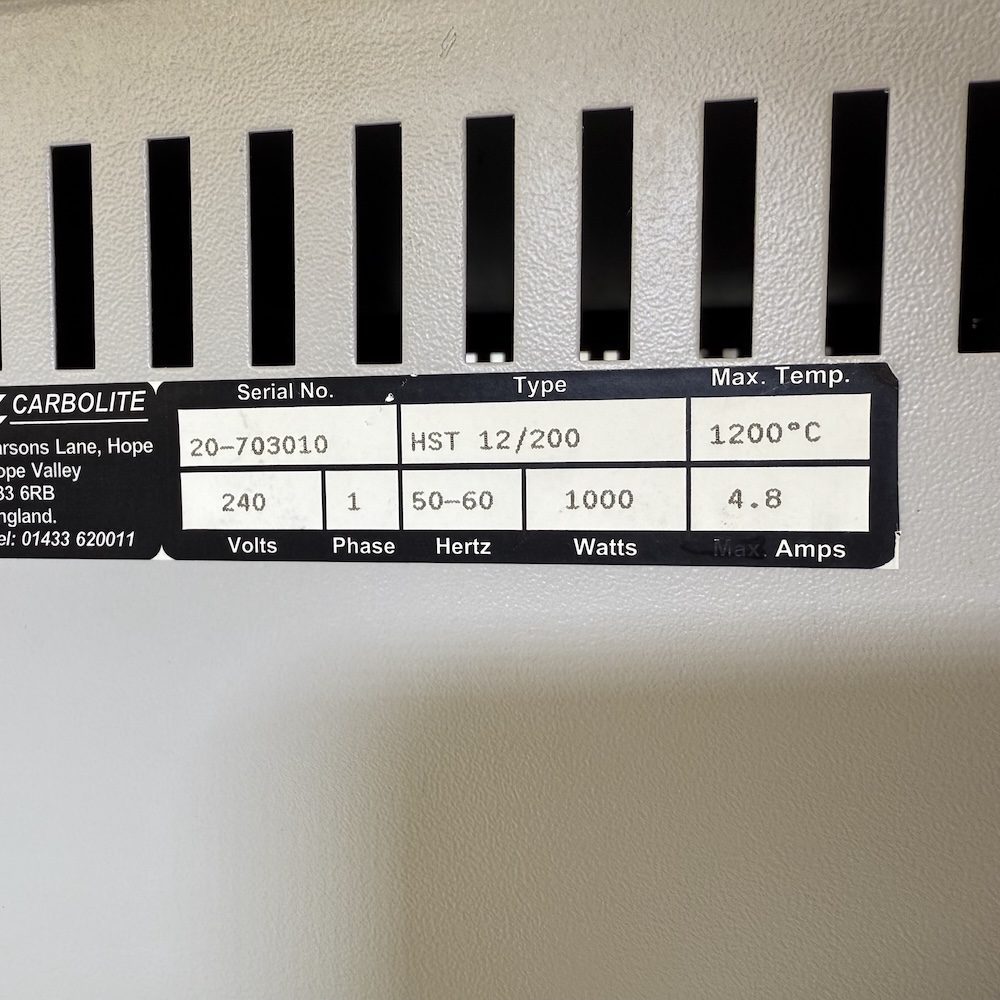 CARBOLITE
arsons Lane, Hope
ope Valley
33 6RB
ngland.
el: 01433 620011
Serial No. Type Max. Temp.
20-703010 HST 12/200 1200°C
240 1 50-60 1000 4.8
Volts Phase Hertz Watts Max. Amps